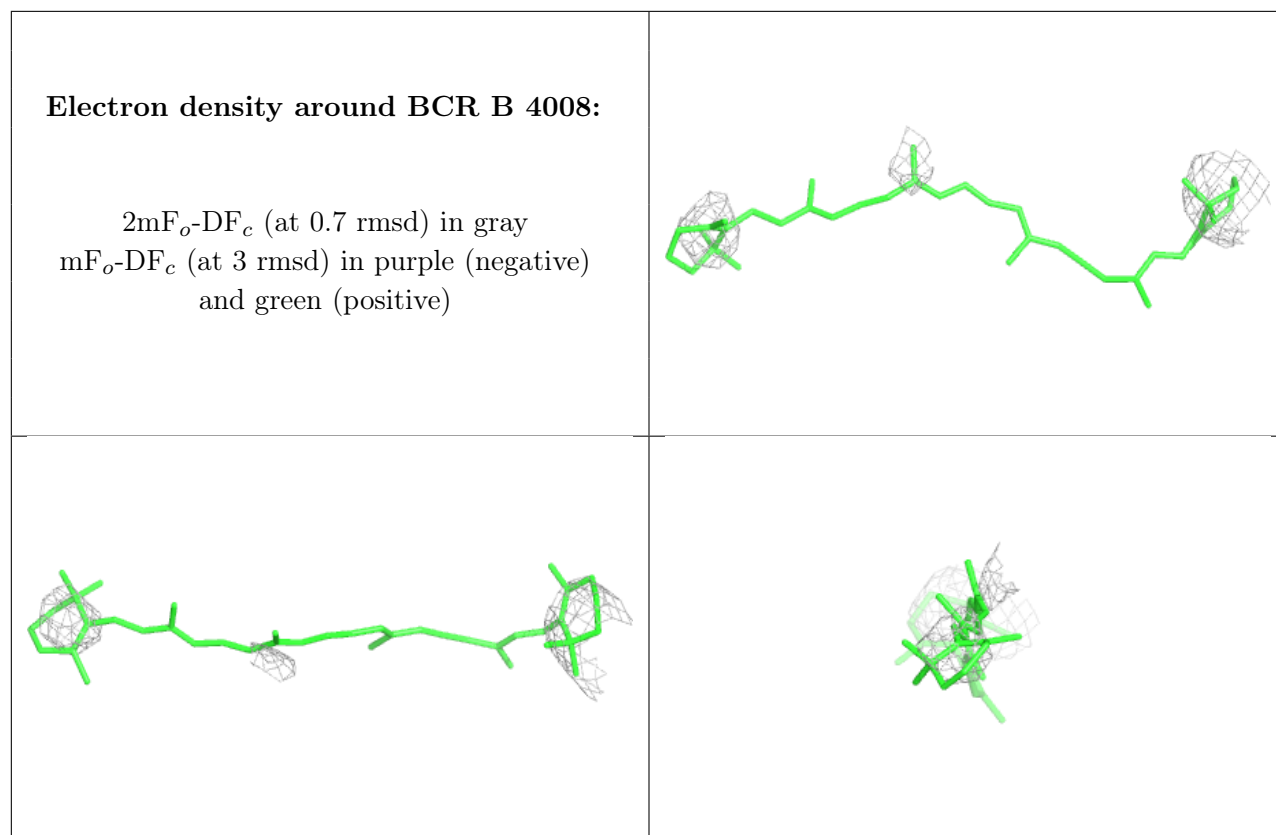 Electron density around BCR B 4008:
2mFo-DFc (at 0.7 rmsd) in gray
mFo-DFc (at 3 rmsd) in purple (negative)
and green (positive)